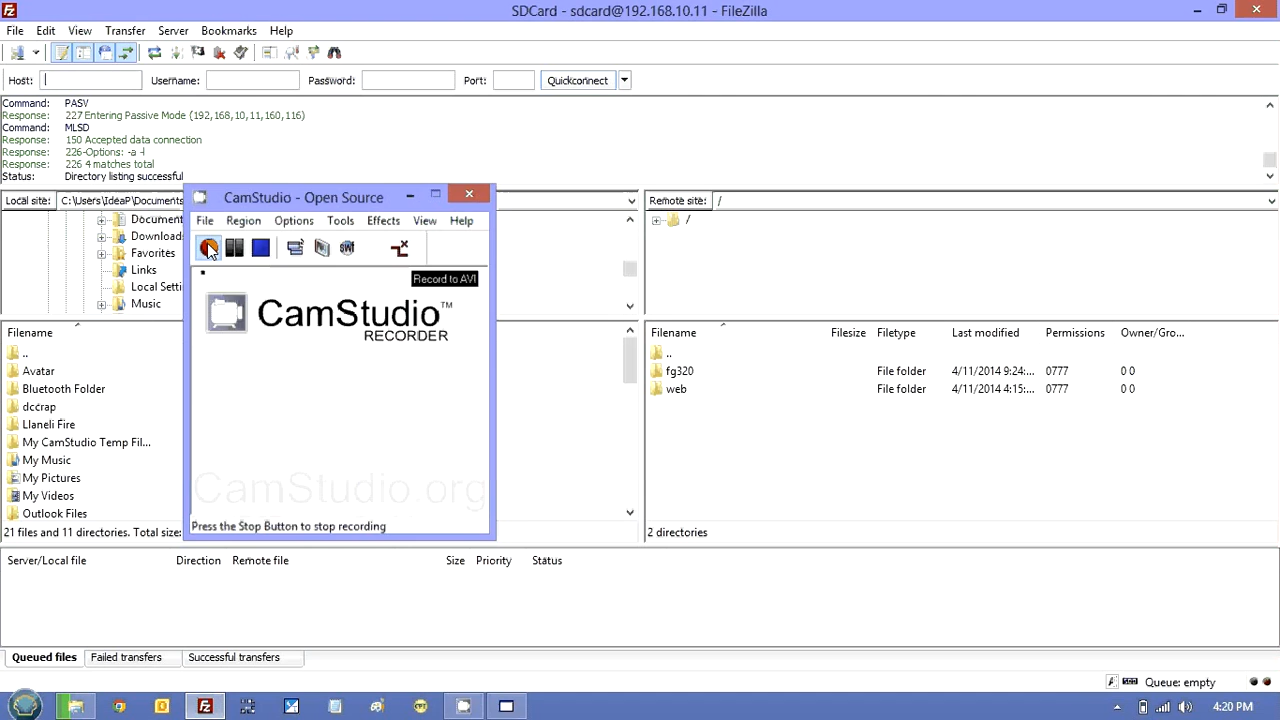 SDCard - sdcard@192.168.10.11 - FileZilla
File Edit View Transfer Server Bookmarks Help
Host: Username: Password: Port: Quickconnect
Command: PASV
Response: 227 Entering Passive Mode (192,168,10,11,160,116)
Command: MLSD
Response: 150 Accepted data connection
Response: 226-Options: -a -l
Response: 226 4 matches total
Status: Directory listing successful
Local site: C:\Users\IdeaP\Documents
Remote site: /
Document
Downloads
Favorites
Links
Local Setti
Music
/
CamStudio - Open Source
File Region Options Tools Effects View Help
Record to AVI
CamStudio™
RECORDER
CamStudio.org
Press the Stop Button to stop recording
Filename
..
Avatar
Bluetooth Folder
dccrap
Llaneli Fire
My CamStudio Temp Fil...
My Music
My Pictures
My Videos
Outlook Files
21 files and 11 directories. Total size:
Filename Filesize Filetype Last modified Permissions Owner/Gro...
..
fg320 File folder 4/11/2014 9:24:... 0777 0 0
web File folder 4/11/2014 4:15:... 0777 0 0
2 directories
Server/Local file Direction Remote file Size Priority Status
Queued files Failed transfers Successful transfers
Queue: empty
4:20 PM